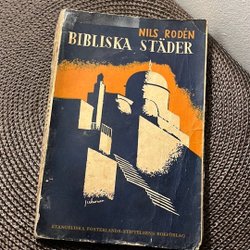 NILS RODÉN
BIBLISKA STÄDER
EVANGELISKA FOSTERLANDS-STIFTELSENS BOKFÖRLAG